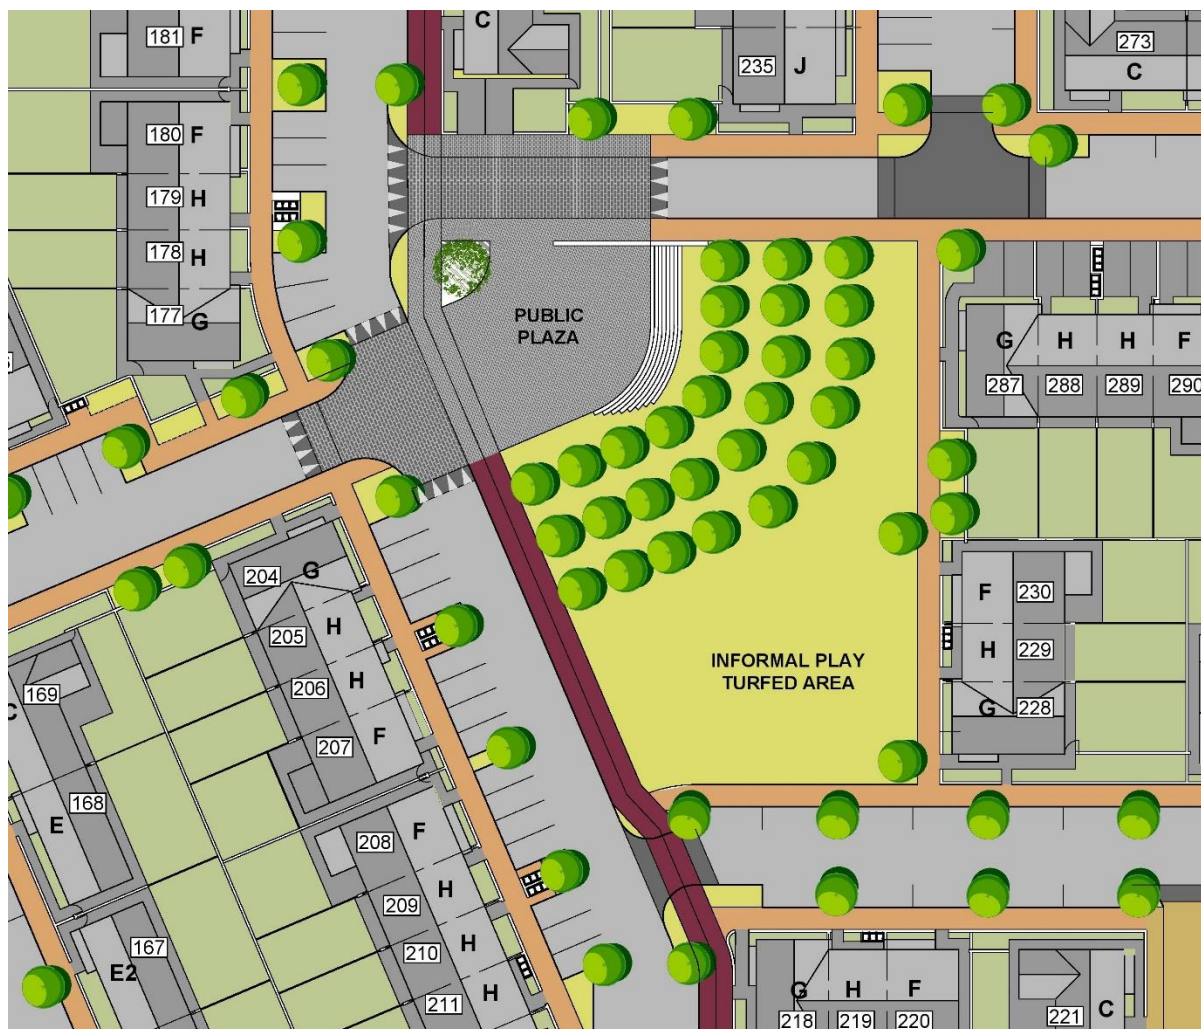 181 F
C
235 J
273
C
180 F
179 H
178 H
177 G
PUBLIC
PLAZA
G H H F
287 288 289 290
204 G
205 H
206 H
207 F
F 230
H 229
G 228
INFORMAL PLAY
TURFED AREA
169
C
168
E
208 F
209 H
210 H
211 H
167
E2
G H F
218 219 220
221 C